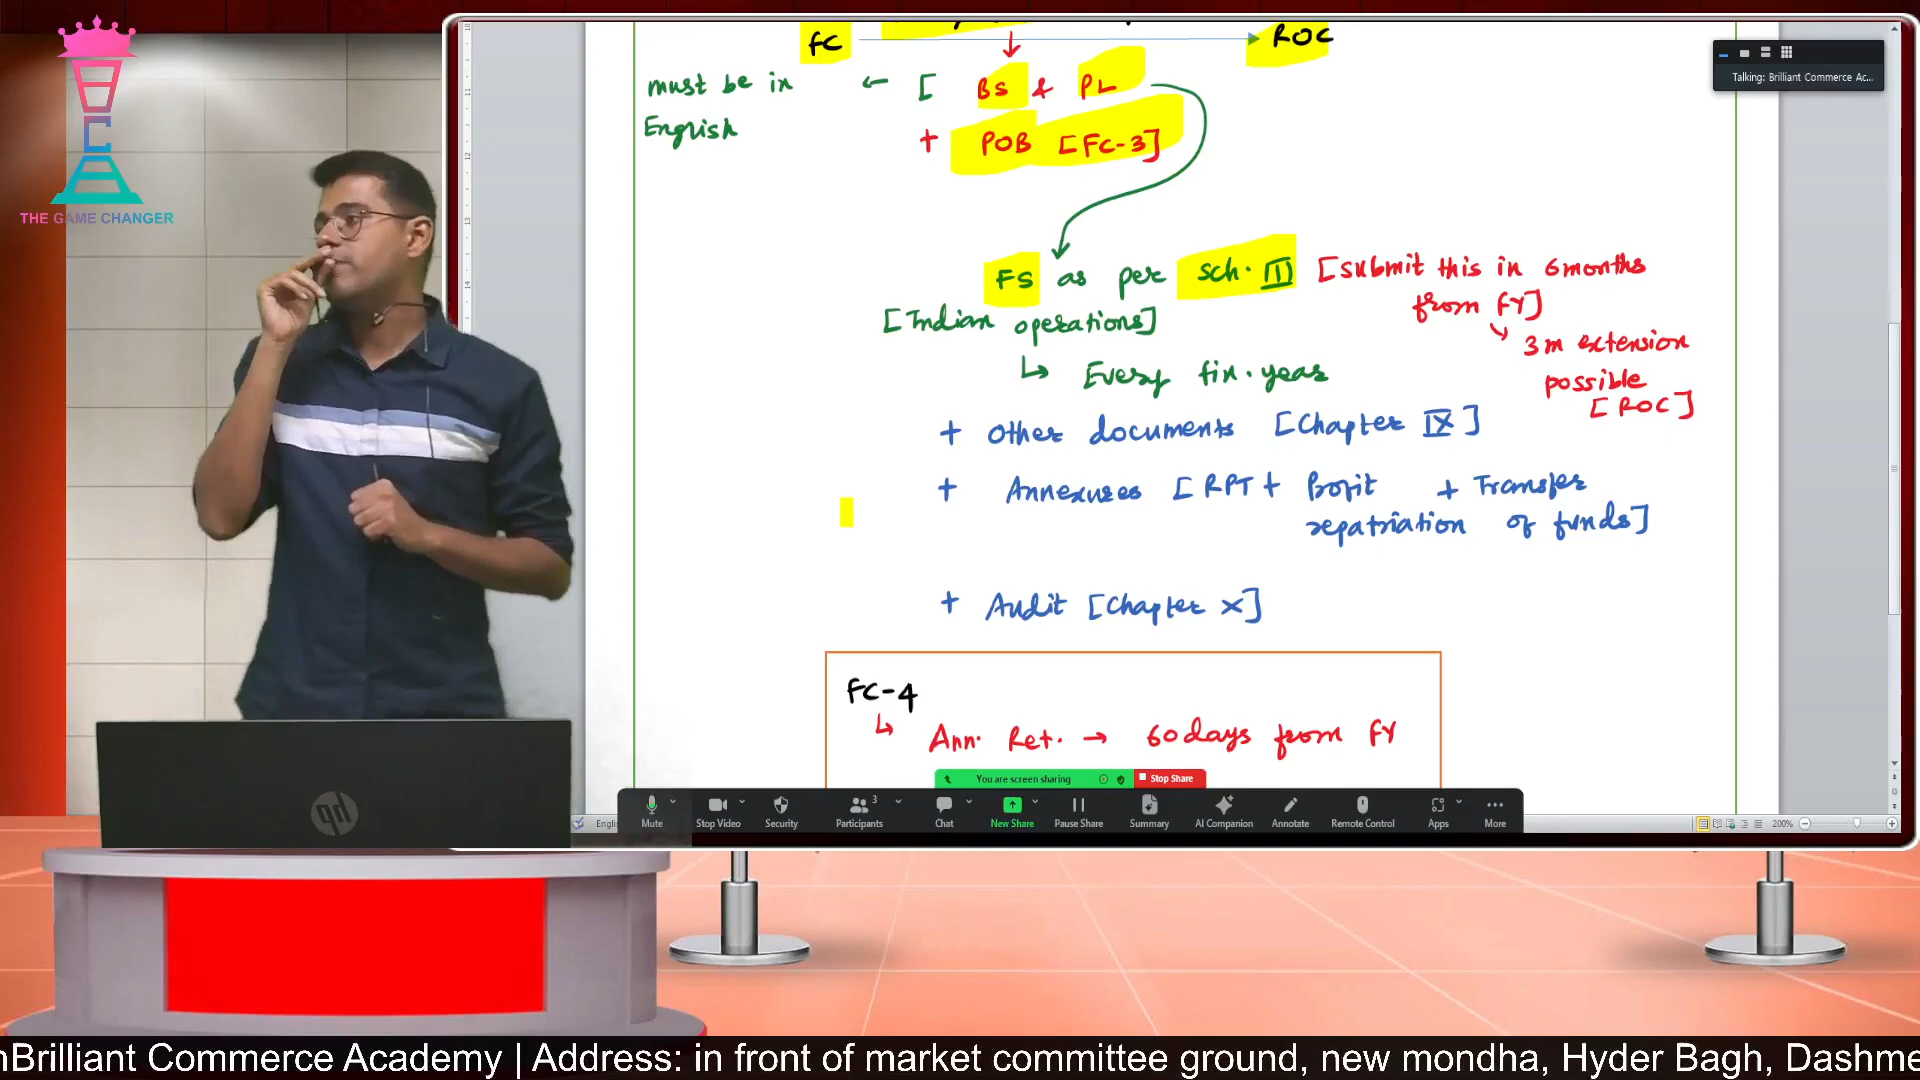 THE GAME CHANGER
FC
ROC
must be in ← [ BS & PL
English
+ POB [FC-3]
FS as per Sch. III [submit this in 6 months
from FY]
[Indian operations]
↳ Every fin. year
3m extension
possible
[ROC]
+ other documents [Chapter IX]
+ Annexures [RPT + Profit + Transfer
repatriation of funds]
+ Audit [Chapter X]
FC-4
↳ Ann. Ret. → 60 days from FY
Talking: Brilliant Commerce Ac...
You are screen sharing
Stop Share
Mute
Stop Video
Security
Participants
3
Chat
New Share
Pause Share
Summary
AI Companion
Annotate
Remote Control
Apps
More
200%
hp
Brilliant Commerce Academy | Address: in front of market committee ground, new mondha, Hyder Bagh, Dashme